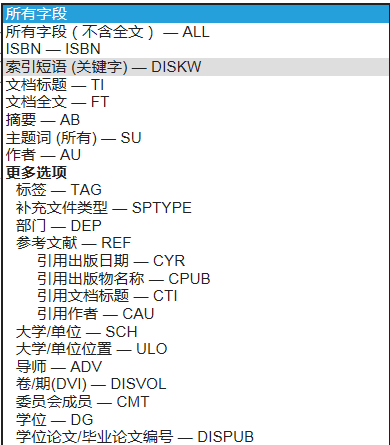 所有字段
所有字段（不含全文） — ALL
ISBN — ISBN
索引短语 (关键字) — DISKW
文档标题 — TI
文档全文 — FT
摘要 — AB
主题词 (所有) — SU
作者 — AU
更多选项
标签 — TAG
补充文件类型 — SPTYPE
部门 — DEP
参考文献 — REF
引用出版日期 — CYR
引用出版物名称 — CPUB
引用文档标题 — CTI
引用作者 — CAU
大学/单位 — SCH
大学/单位位置 — ULO
导师 — ADV
卷/期(DVI) — DISVOL
委员会成员 — CMT
学位 — DG
学位论文/毕业论文编号 — DISPUB